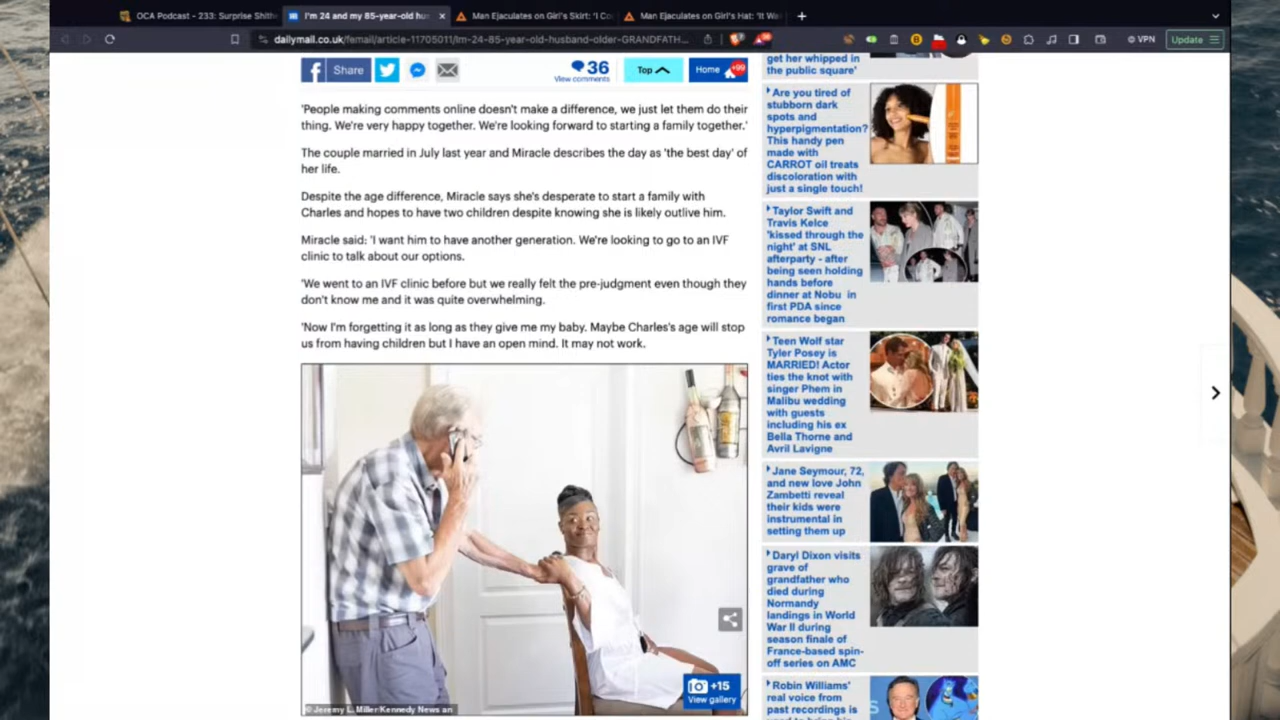 OCA Podcast - 233: Surprise Shith
I'm 24 and my 85-year-old hus
Man Ejaculates on Girl's Skirt: 'I Co
Man Ejaculates on Girl's Hat: 'It Wa
dailymail.co.uk/femail/article-11705011/Im-24-85-year-old-husband-older-GRANDFATH...
VPN
Update
Share
36
View comments
Top
Home
+99
'People making comments online doesn't make a difference, we just let them do their
thing. We're very happy together. We're looking forward to starting a family together.'
The couple married in July last year and Miracle describes the day as 'the best day' of
her life.
Despite the age difference, Miracle says she's desperate to start a family with
Charles and hopes to have two children despite knowing she is likely outlive him.
Miracle said: 'I want him to have another generation. We're looking to go to an IVF
clinic to talk about our options.
'We went to an IVF clinic before but we really felt the pre-judgment even though they
don't know me and it was quite overwhelming.
'Now I'm forgetting it as long as they give me my baby. Maybe Charles's age will stop
us from having children but I have an open mind. It may not work.
+15
View gallery
© Jeremy L. Miller Kennedy News an
get her whipped in
the public square'
Are you tired of
stubborn dark
spots and
hyperpigmentation?
This handy pen
made with
CARROT oil treats
discoloration with
just a single touch!
Taylor Swift and
Travis Kelce
'kissed through the
night' at SNL
afterparty - after
being seen holding
hands before
dinner at Nobu in
first PDA since
romance began
Teen Wolf star
Tyler Posey is
MARRIED! Actor
ties the knot with
singer Phem in
Malibu wedding
with guests
including his ex
Bella Thorne and
Avril Lavigne
Jane Seymour, 72,
and new love John
Zambetti reveal
their kids were
instrumental in
setting them up
Daryl Dixon visits
grave of
grandfather who
died during
Normandy
landings in World
War II during
season finale of
France-based spin-
off series on AMC
Robin Williams'
real voice from
past recordings is